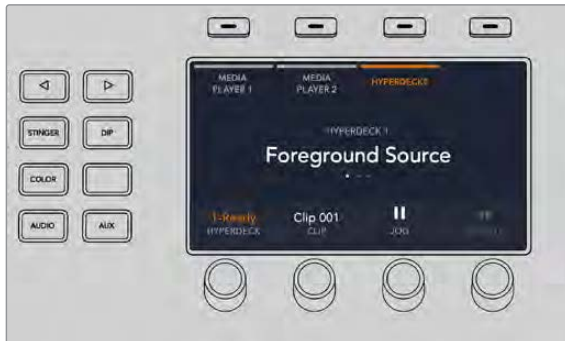 MEDIA PLAYER 1
MEDIA PLAYER 2
HYPERDECKS
STINGER
DIP
HYPERDECK 1
Foreground Source
COLOR
AUDIO
AUX
1-Ready
HYPERDECK
Clip 001
CLIP
JOG